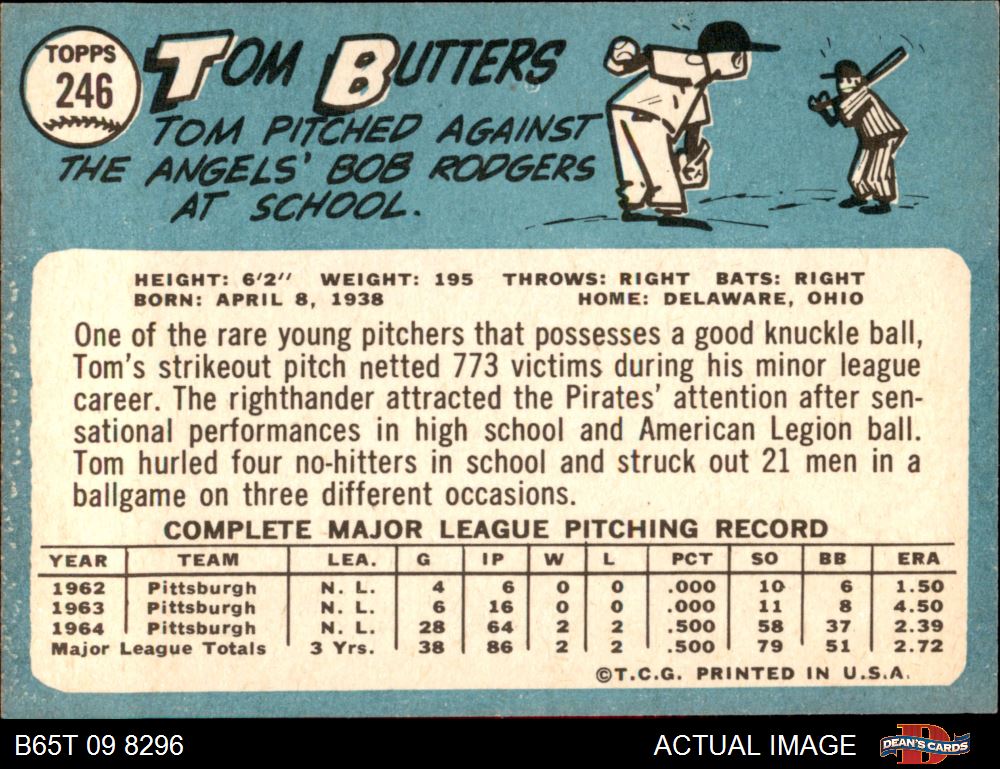 TOPPS
246
TOM BUTTERS
TOM PITCHED AGAINST
THE ANGELS' BOB RODGERS
AT SCHOOL.
HEIGHT: 6'2" WEIGHT: 195 THROWS: RIGHT BATS: RIGHT
BORN: APRIL 8, 1938 HOME: DELAWARE, OHIO
One of the rare young pitchers that possesses a good knuckle ball,
Tom's strikeout pitch netted 773 victims during his minor league
career. The righthander attracted the Pirates' attention after sen-
sational performances in high school and American Legion ball.
Tom hurled four no-hitters in school and struck out 21 men in a
ballgame on three different occasions.
COMPLETE MAJOR LEAGUE PITCHING RECORD
YEAR TEAM LEA. G IP W L PCT SO BB ERA
1962 Pittsburgh N. L. 4 6 0 0 .000 10 6 1.50
1963 Pittsburgh N. L. 6 16 0 0 .000 11 8 4.50
1964 Pittsburgh N. L. 28 64 2 2 .500 58 37 2.39
Major League Totals 3 Yrs. 38 86 2 2 .500 79 51 2.72
©T.C.G. PRINTED IN U.S.A.
B65T 09 8296 ACTUAL IMAGE DEAN'S CARDS